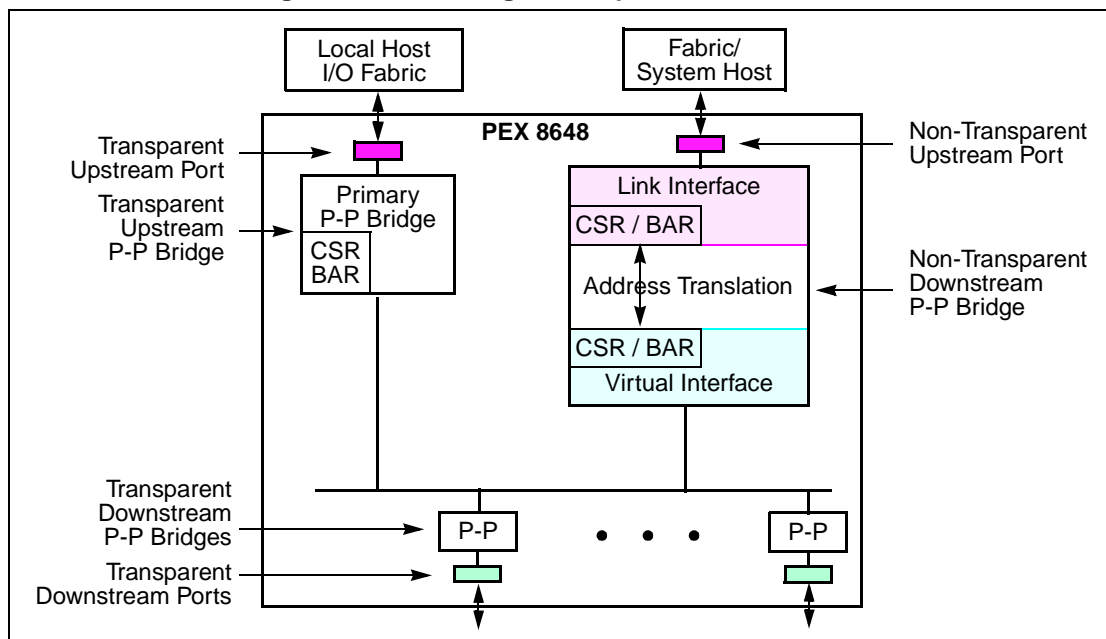 Local Host
I/O Fabric
Fabric/
System Host
PEX 8648
Transparent
Upstream Port
Non-Transparent
Upstream Port
Transparent
Upstream
P-P Bridge
Primary
P-P Bridge
CSR
BAR
Link Interface
CSR / BAR
Address Translation
CSR / BAR
Virtual Interface
Non-Transparent
Downstream
P-P Bridge
Transparent
Downstream
P-P Bridges
P-P
P-P
Transparent
Downstream Ports